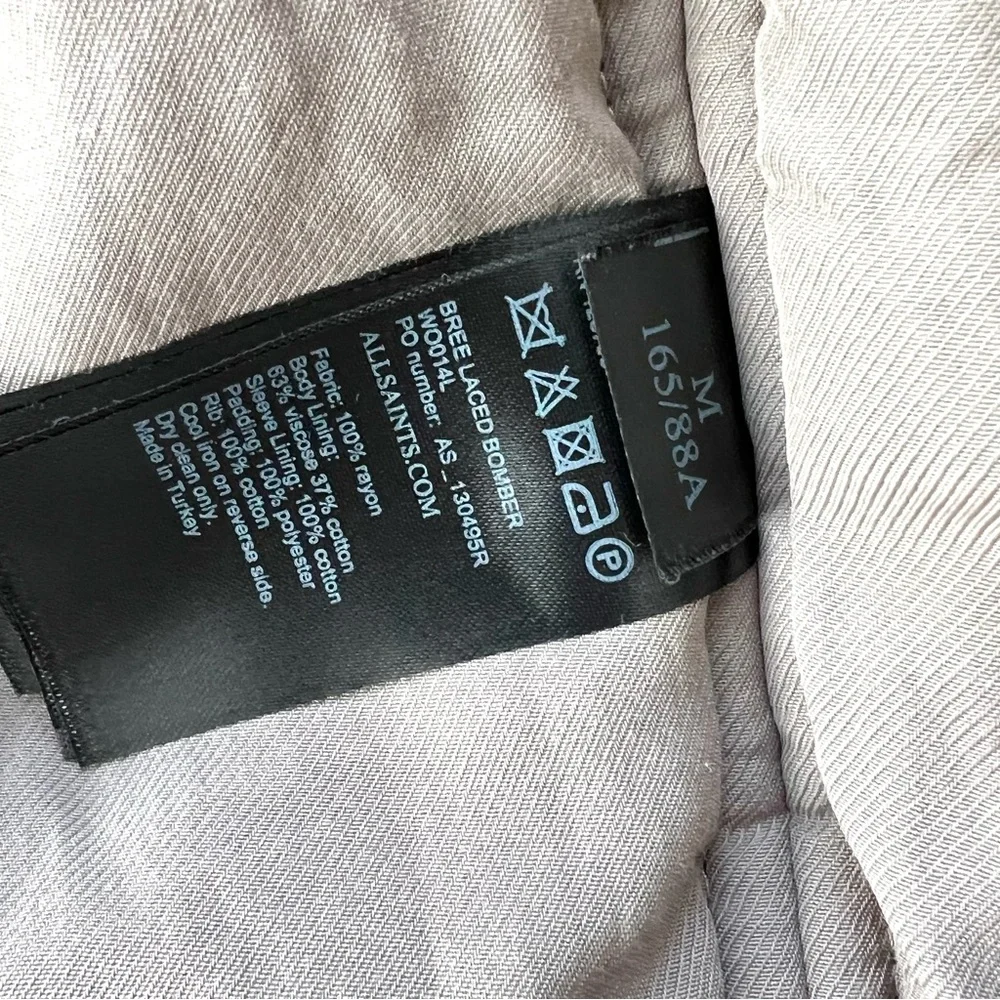 M
165/88A
P
BREE LACED BOMBER
WO014L
PO number: AS_130495R
ALLSAINTS.COM
Fabric: 100% rayon
Body Lining:
63% viscose 37% cotton
Sleeve Lining: 100% cotton
Padding: 100% polyester
Rib: 100% cotton
Cool iron on reverse side.
Dry clean only.
Made in Turkey